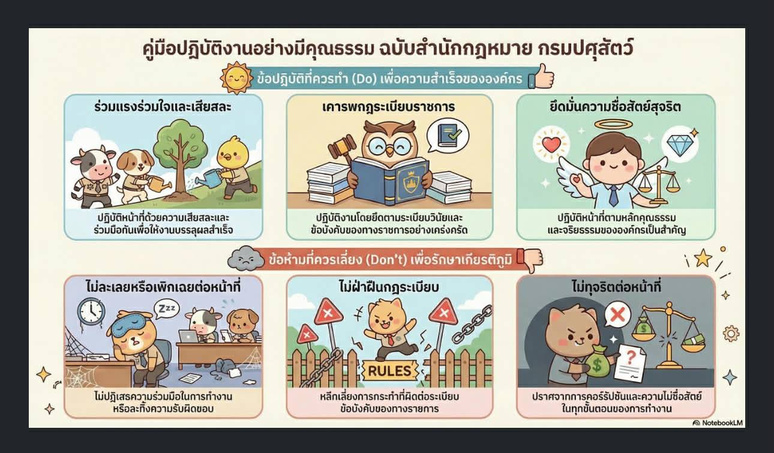 คู่มือปฏิบัติงานอย่างมีคุณธรรม ฉบับสำนักกฎหมาย กรมปศุสัตว์
ข้อปฏิบัติที่ควรทำ (Do) เพื่อความสำเร็จขององค์กร
ร่วมแรงร่วมใจและเสียสละ
ปฏิบัติหน้าที่ด้วยความเสียสละและ
ร่วมมือกันเพื่อให้งานบรรลุผลสำเร็จ
เคารพกฎระเบียบราชการ
ปฏิบัติงานโดยยึดตามระเบียบวินัยและ
ข้อบังคับของทางราชการอย่างเคร่งครัด
ยึดมั่นความซื่อสัตย์สุจริต
ปฏิบัติหน้าที่ตามหลักคุณธรรม
และจริยธรรมขององค์กรเป็นสำคัญ
ข้อห้ามที่ควรเลี่ยง (Don't) เพื่อรักษาเกียรติภูมิ
ไม่ละเลยหรือเพิกเฉยต่อหน้าที่
Zzz
ไม่ปฏิเสธความร่วมมือในการทำงาน
หรือละทิ้งความรับผิดชอบ
ไม่ฝ่าฝืนกฎระเบียบ
RULES
หลีกเลี่ยงการกระทำที่ผิดต่อระเบียบ
ข้อบังคับของทางราชการ
ไม่ทุจริตต่อหน้าที่
$
?
$
ปราศจากการคอร์รัปชันและความไม่ซื่อสัตย์
ในทุกขั้นตอนของการทำงาน
NotebookLM